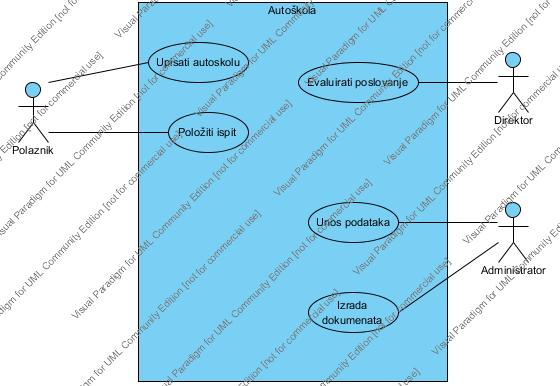 Autoškola
Upisati autoskolu
Evaluirati poslovanje
Položiti ispit
Polaznik
Direktor
Unos podataka
Administrator
Izrada
dokumenata
Visual Paradigm for UML Community Edition [not for commercial use]